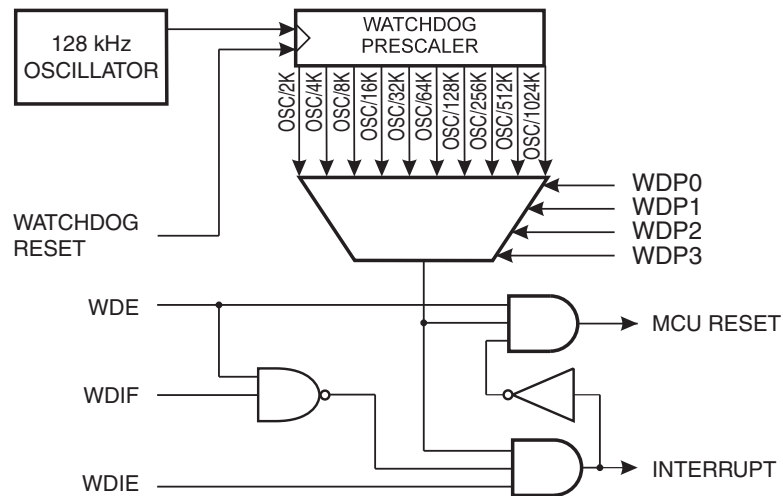 128 kHz
OSCILLATOR
WATCHDOG
PRESCALER
OSC/2K
OSC/4K
OSC/8K
OSC/16K
OSC/32K
OSC/64K
OSC/128K
OSC/256K
OSC/512K
OSC/1024K
WDP0
WDP1
WDP2
WDP3
WATCHDOG
RESET
WDE
MCU RESET
WDIF
INTERRUPT
WDIE